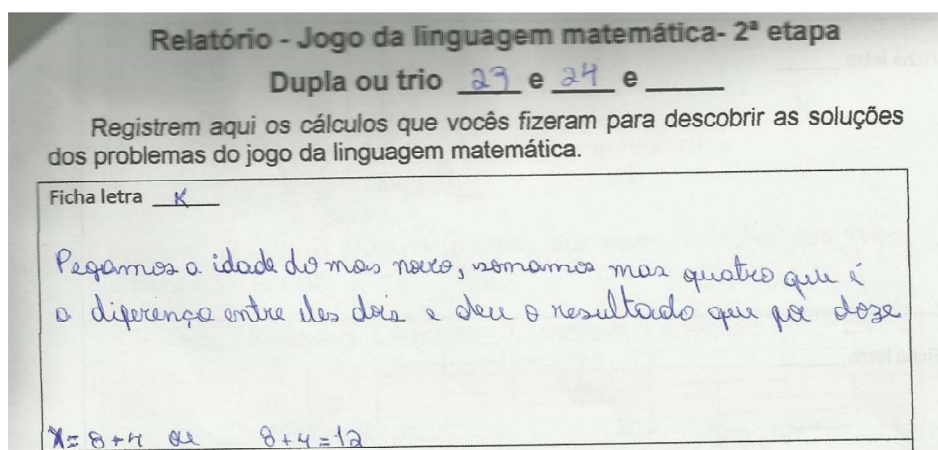 Relatório - Jogo da linguagem matemática- 2ª etapa
Dupla ou trio 23 e 24 e
Registrem aqui os cálculos que vocês fizeram para descobrir as soluções
dos problemas do jogo da linguagem matemática.
Ficha letra K
Pegamos a idade do mas novo, somamos mas quatro que é
a diferença entre eles dois e deu o resultado que foi doze
X = 8+4 ou 8+4=12